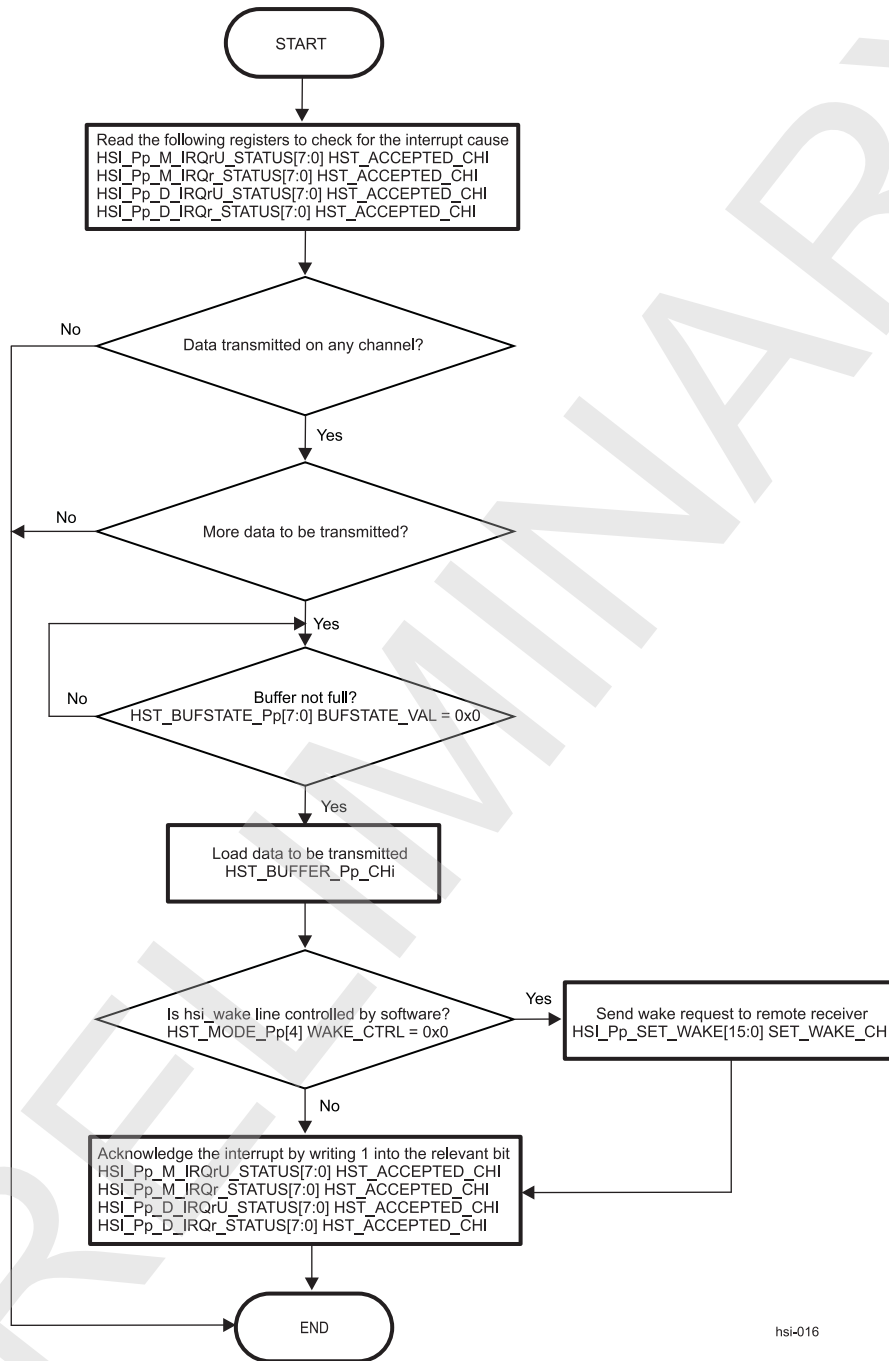 START
Read the following registers to check for the interrupt cause
HSI_Pp_M_IRQrU_STATUS[7:0] HST_ACCEPTED_CHI
HSI_Pp_M_IRQr_STATUS[7:0] HST_ACCEPTED_CHI
HSI_Pp_D_IRQrU_STATUS[7:0] HST_ACCEPTED_CHI
HSI_Pp_D_IRQr_STATUS[7:0] HST_ACCEPTED_CHI
No
Data transmitted on any channel?
Yes
No
More data to be transmitted?
Yes
No
Buffer not full?
HST_BUFSTATE_Pp[7:0] BUFSTATE_VAL = 0x0
Yes
Load data to be transmitted
HST_BUFFER_Pp_CHi
Is hsi_wake line controlled by software?
HST_MODE_Pp[4] WAKE_CTRL = 0x0
Yes
Send wake request to remote receiver
HSI_Pp_SET_WAKE[15:0] SET_WAKE_CH
No
Acknowledge the interrupt by writing 1 into the relevant bit
HSI_Pp_M_IRQrU_STATUS[7:0] HST_ACCEPTED_CHI
HSI_Pp_M_IRQr_STATUS[7:0] HST_ACCEPTED_CHI
HSI_Pp_D_IRQrU_STATUS[7:0] HST_ACCEPTED_CHI
HSI_Pp_D_IRQr_STATUS[7:0] HST_ACCEPTED_CHI
END
hsi-016
PRELIMINARY